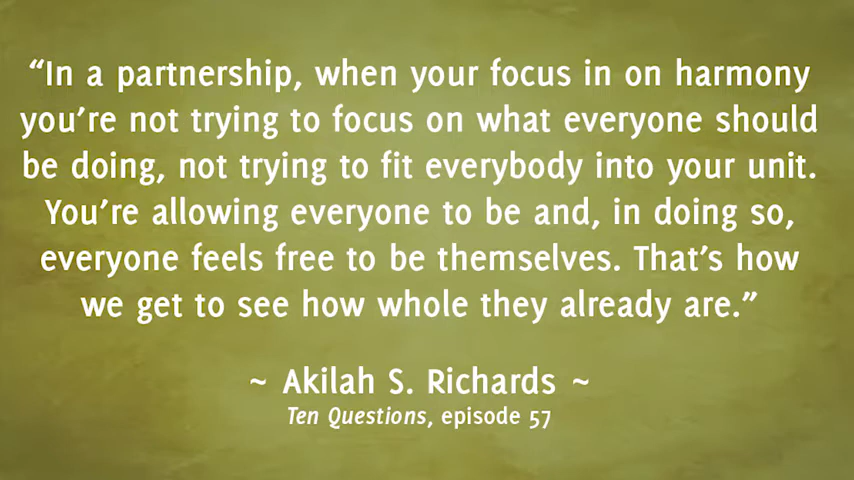 “In a partnership, when your focus in on harmony
you’re not trying to focus on what everyone should
be doing, not trying to fit everybody into your unit.
You’re allowing everyone to be and, in doing so,
everyone feels free to be themselves. That’s how
we get to see how whole they already are.”
~ Akilah S. Richards ~
Ten Questions, episode 57